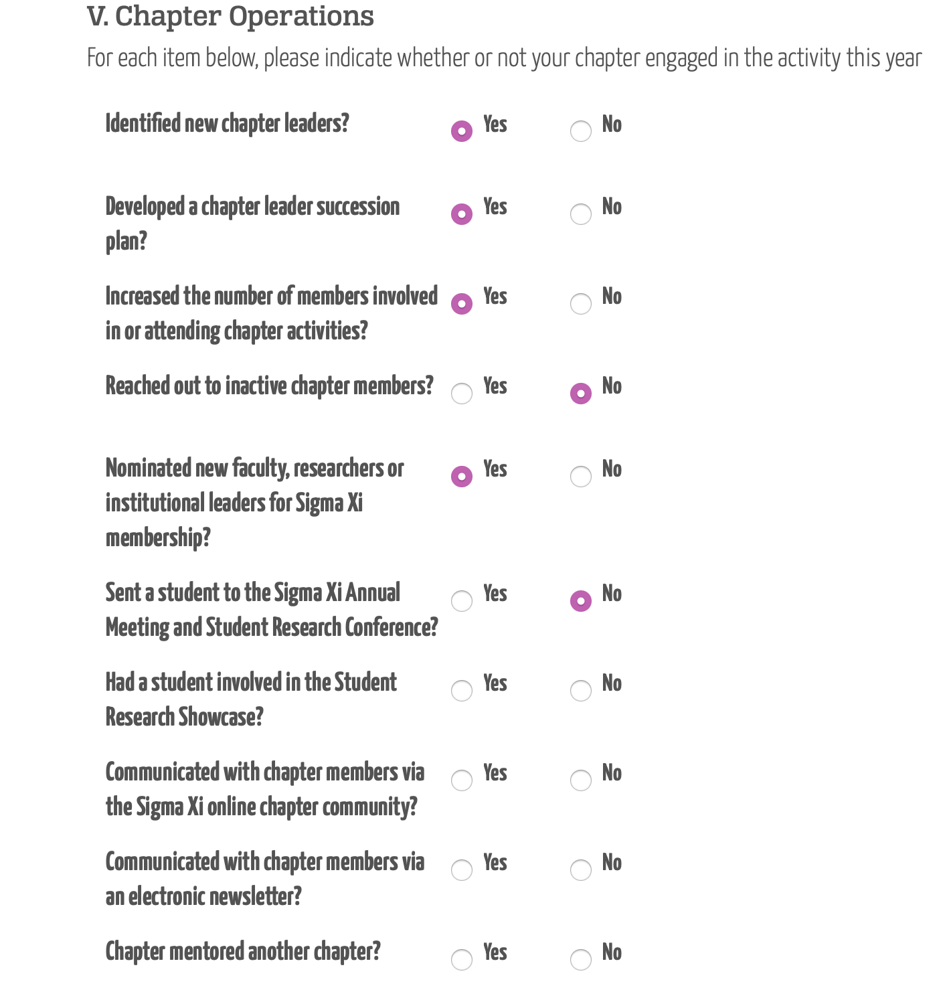 V. Chapter Operations
For each item below, please indicate whether or not your chapter engaged in the activity this year
Identified new chapter leaders? Yes No
Developed a chapter leader succession Yes No
plan?
Increased the number of members involved Yes No
in or attending chapter activities?
Reached out to inactive chapter members? Yes No
Nominated new faculty, researchers or Yes No
institutional leaders for Sigma Xi
membership?
Sent a student to the Sigma Xi Annual Yes No
Meeting and Student Research Conference?
Had a student involved in the Student Yes No
Research Showcase?
Communicated with chapter members via Yes No
the Sigma Xi online chapter community?
Communicated with chapter members via Yes No
an electronic newsletter?
Chapter mentored another chapter? Yes No